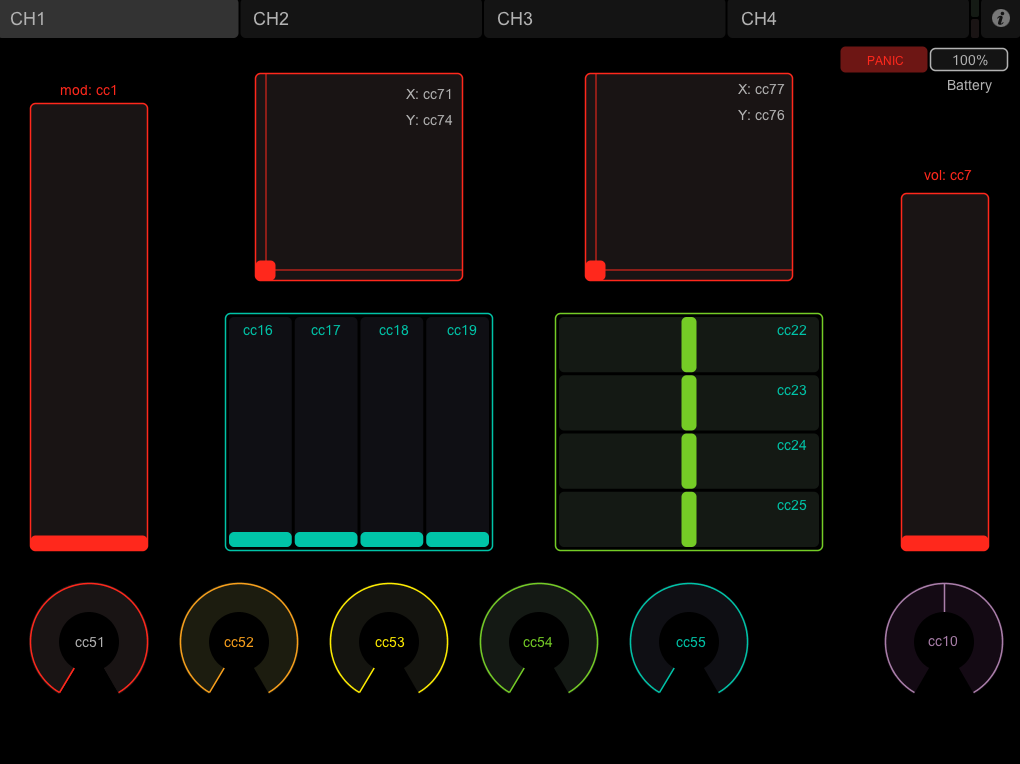 CH1
CH2
CH3
CH4
i
PANIC
100%
Battery
mod: cc1
X: cc71
Y: cc74
X: cc77
Y: cc76
vol: cc7
cc16
cc17
cc18
cc19
cc22
cc23
cc24
cc25
cc51
cc52
cc53
cc54
cc55
cc10